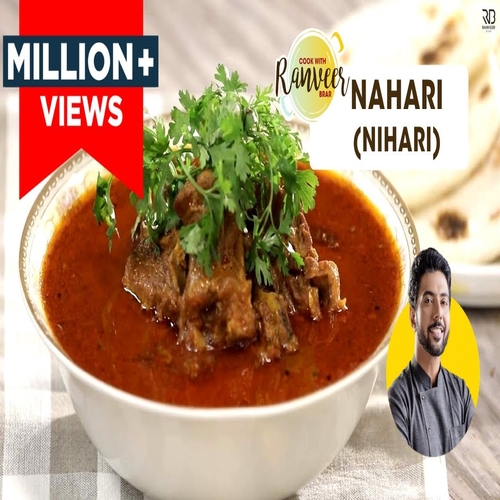 MILLION+
VIEWS
COOK WITH
Ranveer
BRAR
NAHARI
(NIHARI)
RB